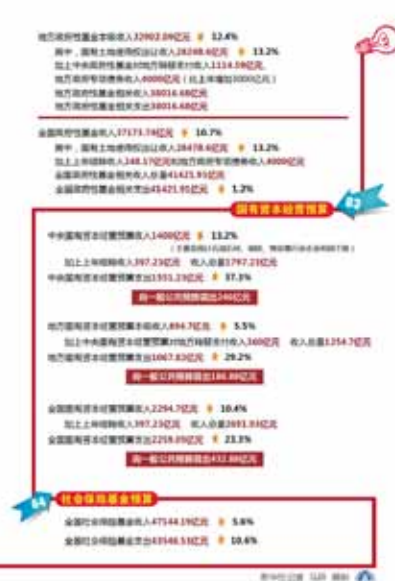 地方政府性基金本级收入32902.09亿元 12.4%
其中，国有土地使用权出让收入28248.6亿元 13.2%
加上中央政府性基金对地方转移支付收入1114.59亿元，
地方政府专项债务收入4000亿元（比上年增加3000亿元）
地方政府性基金相关收入38016.68亿元
地方政府性基金相关支出38016.68亿元
全国政府性基金收入37173.74亿元 10.7%
其中，国有土地使用权出让收入28478.6亿元 13.2%
加上上年结转收入248.17亿元和地方政府专项债务收入4000亿元
全国政府性基金相关收入总量41421.91亿元
全国政府性基金相关支出41421.91亿元 1.2%
03
国有资本经营预算
中央国有资本经营预算收入1400亿元 13.2%
加上上年结转收入397.23亿元 收入总量1797.23亿元
中央国有资本经营预算支出1551.23亿元 37.3%
向一般公共预算调出246亿元
地方国有资本经营预算本级收入894.7亿元 5.5%
加上中央国有资本经营预算对地方转移支付收入360亿元 收入总量1254.7亿元
地方国有资本经营预算支出1067.82亿元 29.2%
向一般公共预算调出186.88亿元
全国国有资本经营预算收入2294.7亿元 10.4%
加上上年结转收入397.23亿元 收入总量2691.93亿元
全国国有资本经营预算支出2259.05亿元 23.3%
向一般公共预算调出432.88亿元
04
社会保险基金预算
全国社会保险基金收入47544.19亿元 5.6%
全国社会保险基金支出43546.53亿元 10.6%
新华社记者